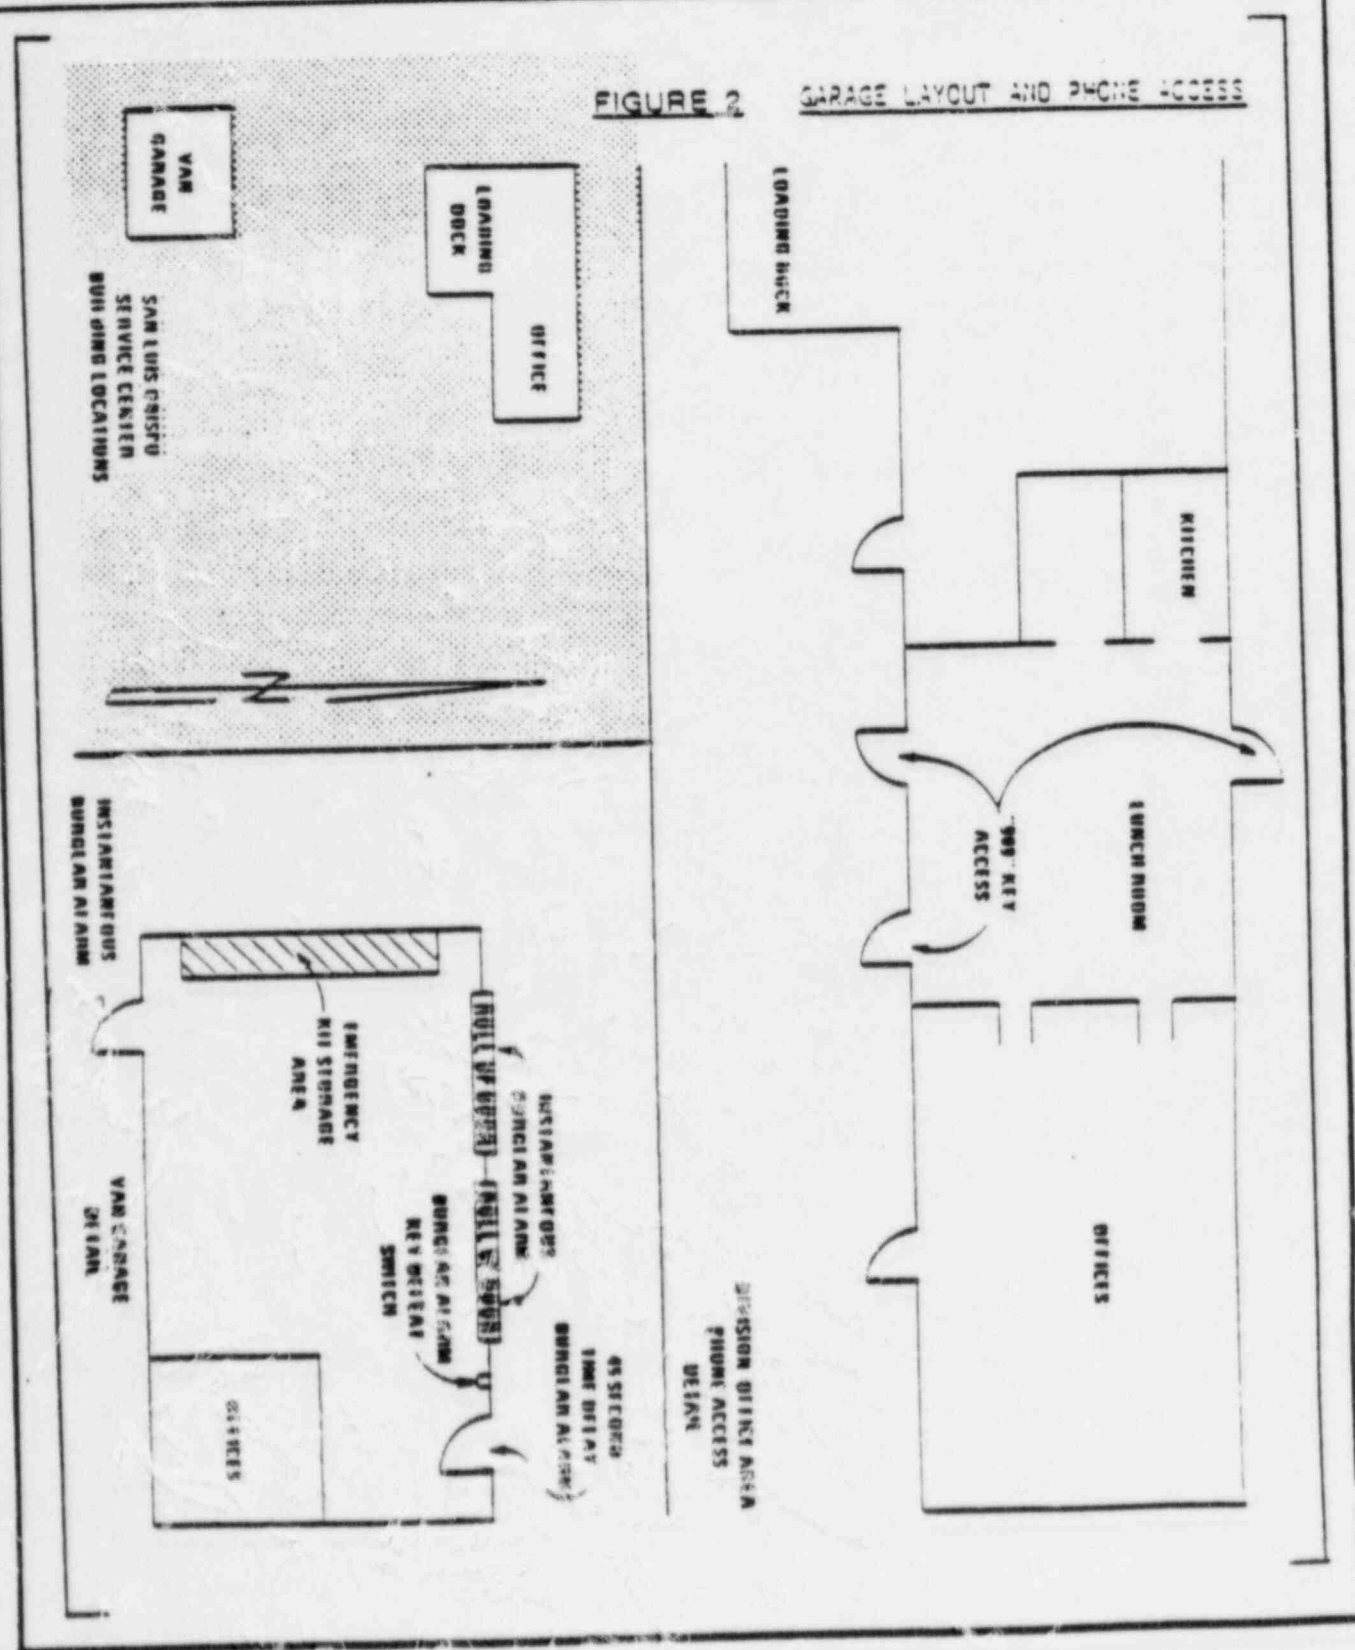 FIGURE 2 GARAGE LAYOUT AND PHONE ACCESS
VAN
GARAGE
LOADING
DOCK
OFFICE
SAN LUIS OBISPO
SERVICE CENTER
BUILDING LOCATIONS
N
LOADING DOCK
KITCHEN
LUNCH ROOM
"909" KEY
ACCESS
OFFICES
DIVISION OFFICE AREA
PHONE ACCESS
DETAIL
INSTANTANEOUS
BURGLAR ALARM
EMERGENCY
KIT STORAGE
AREA
ROLL UP DOOR
ROLL UP DOOR
INSTANTANEOUS
BURGLAR ALARM
BURGLAR ALARM
KEY DEFEAT
SWITCH
45 SECOND
TIME DELAY
BURGLAR ALARM
OFFICES
VAN GARAGE
DETAIL